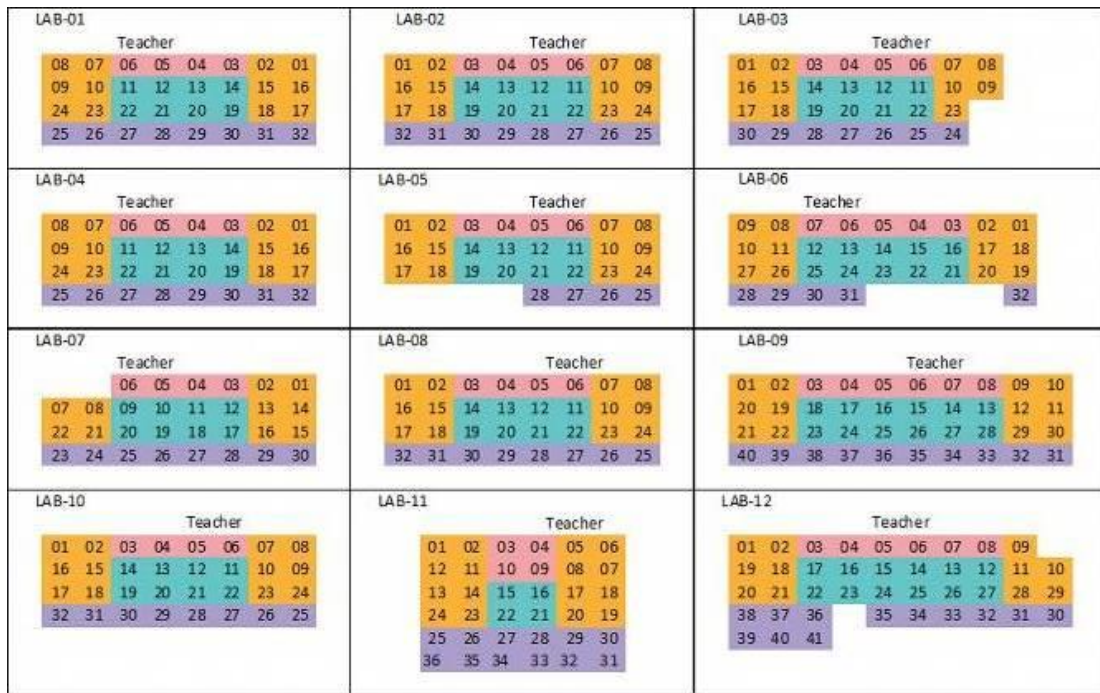 LAB-01
Teacher
08 07 06 05 04 03 02 01
09 10 11 12 13 14 15 16
24 23 22 21 20 19 18 17
25 26 27 28 29 30 31 32
LAB-02
Teacher
01 02 03 04 05 06 07 08
16 15 14 13 12 11 10 09
17 18 19 20 21 22 23 24
32 31 30 29 28 27 26 25
LAB-03
Teacher
01 02 03 04 05 06 07 08
16 15 14 13 12 11 10 09
17 18 19 20 21 22 23
30 29 28 27 26 25 24
LAB-04
Teacher
08 07 06 05 04 03 02 01
09 10 11 12 13 14 15 16
24 23 22 21 20 19 18 17
25 26 27 28 29 30 31 32
LAB-05
Teacher
01 02 03 04 05 06 07 08
16 15 14 13 12 11 10 09
17 18 19 20 21 22 23 24
28 27 26 25
LAB-06
Teacher
09 08 07 06 05 04 03 02 01
10 11 12 13 14 15 16 17 18
27 26 25 24 23 22 21 20 19
28 29 30 31 32
LAB-07
Teacher
06 05 04 03 02 01
07 08 09 10 11 12 13 14
22 21 20 19 18 17 16 15
23 24 25 26 27 28 29 30
LAB-08
Teacher
01 02 03 04 05 06 07 08
16 15 14 13 12 11 10 09
17 18 19 20 21 22 23 24
32 31 30 29 28 27 26 25
LAB-09
Teacher
01 02 03 04 05 06 07 08 09 10
20 19 18 17 16 15 14 13 12 11
21 22 23 24 25 26 27 28 29 30
40 39 38 37 36 35 34 33 32 31
LAB-10
Teacher
01 02 03 04 05 06 07 08
16 15 14 13 12 11 10 09
17 18 19 20 21 22 23 24
32 31 30 29 28 27 26 25
LAB-11
Teacher
01 02 03 04 05 06
12 11 10 09 08 07
13 14 15 16 17 18
24 23 22 21 20 19
25 26 27 28 29 30
36 35 34 33 32 31
LAB-12
Teacher
01 02 03 04 05 06 07 08 09
19 18 17 16 15 14 13 12 11 10
20 21 22 23 24 25 26 27 28 29
38 37 36 35 34 33 32 31 30
39 40 41